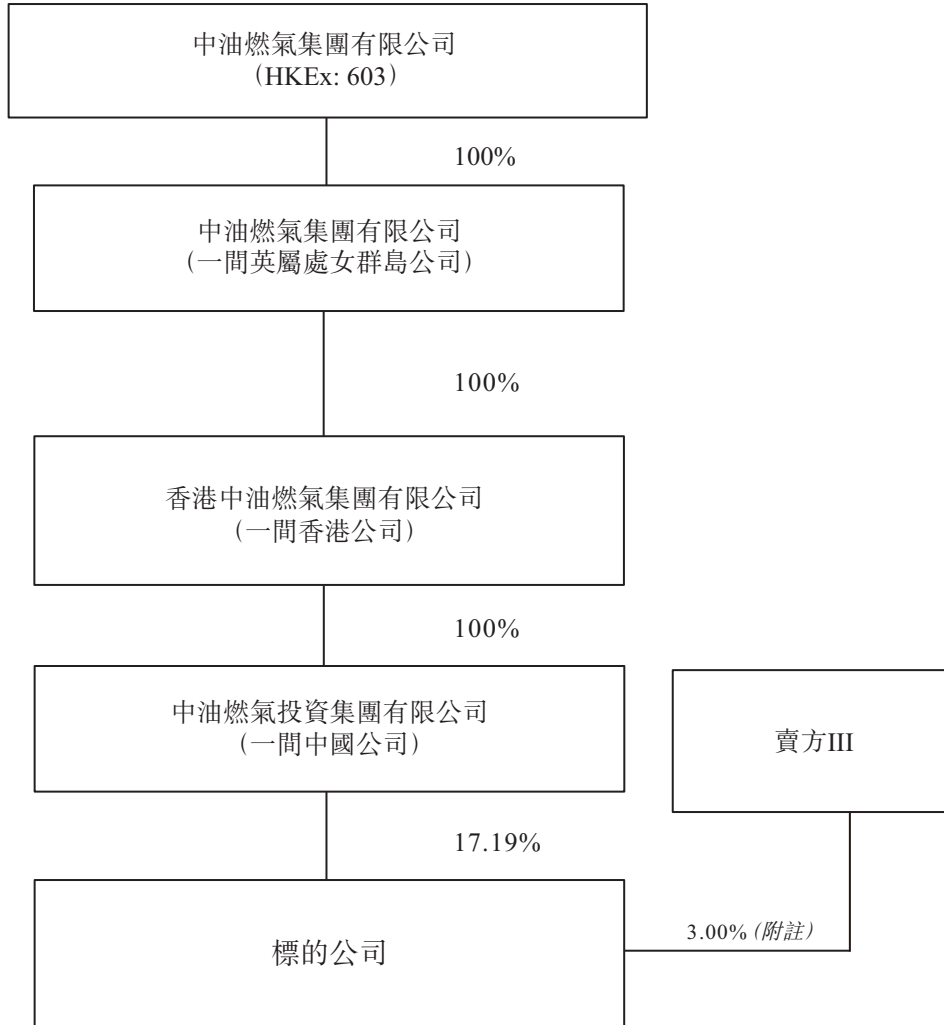 中油燃氣集團有限公司
（HKEx: 603）
100%
中油燃氣集團有限公司
（一間英屬處女群島公司）
100%
香港中油燃氣集團有限公司
（一間香港公司）
100%
中油燃氣投資集團有限公司
（一間中國公司）
賣方III
17.19%
標的公司
3.00% (附註)